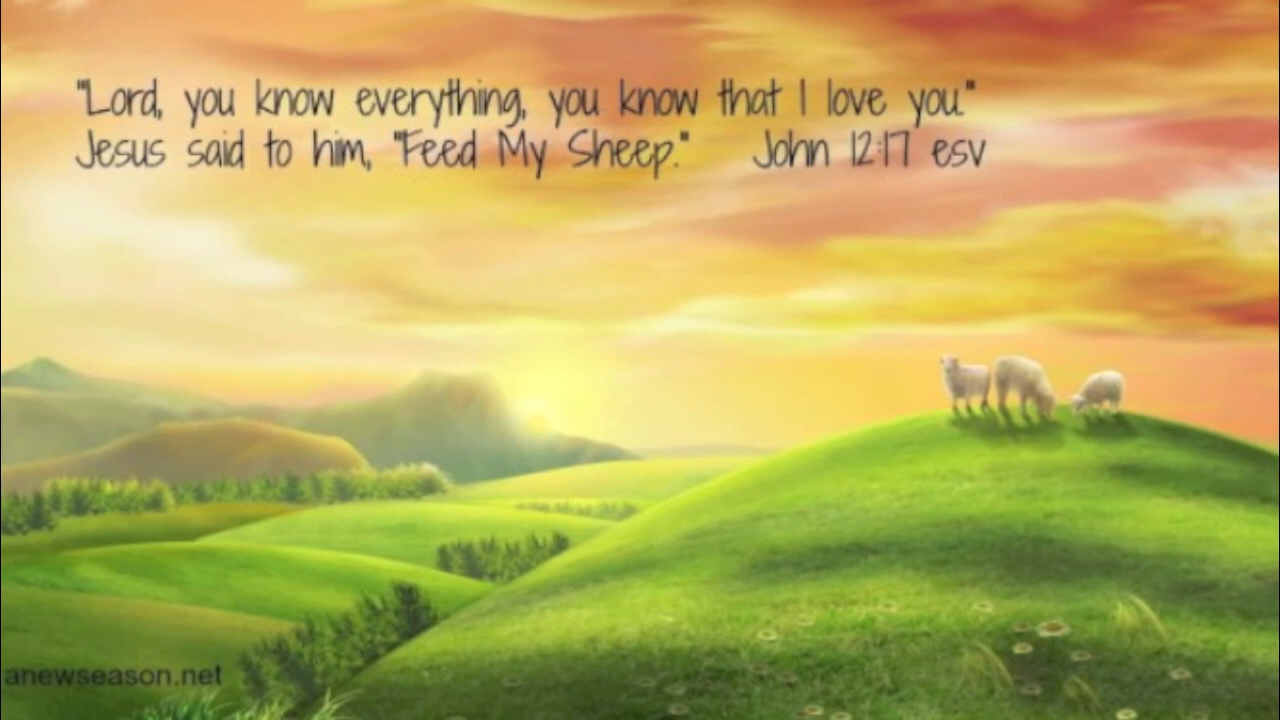 "Lord, you know everything, you know that I love you."
Jesus said to him, "Feed My Sheep." John 12:17 esv
anewseason.net